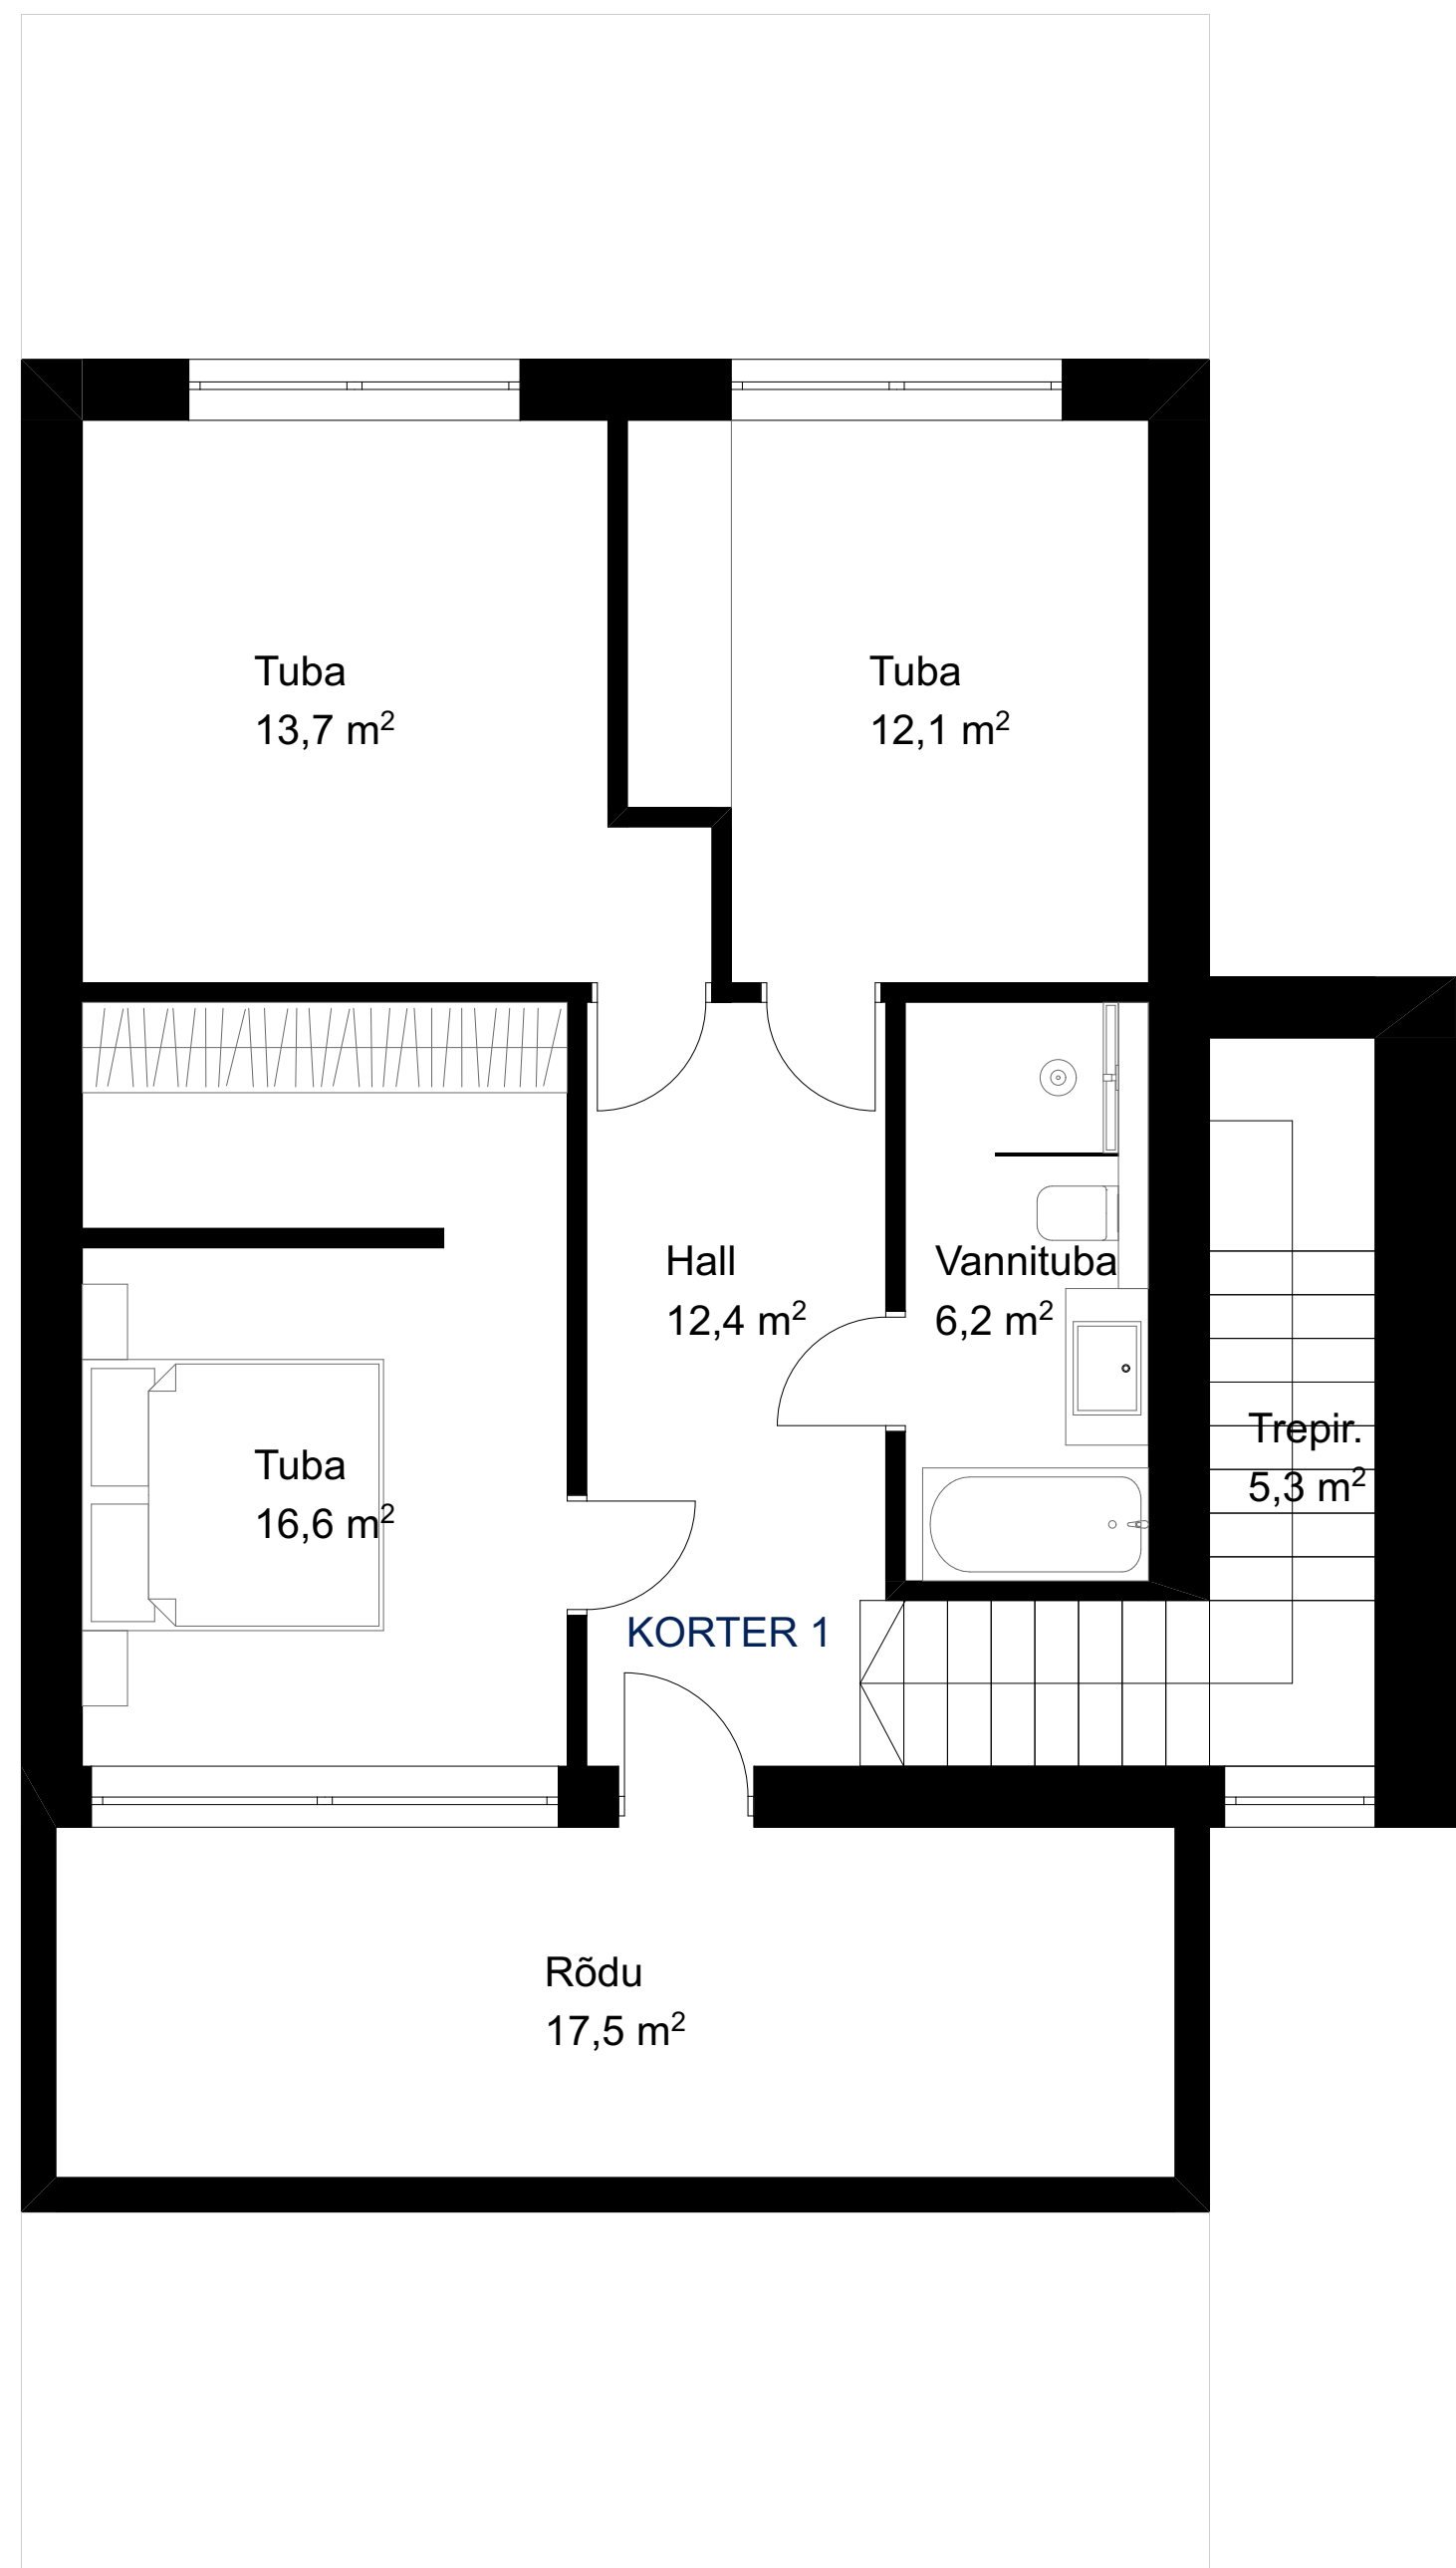 Tuba
13,7 m²
Tuba
12,1 m²
Hall
12,4 m²
Vannituba
6,2 m²
Trepir.
5,3 m²
Tuba
16,6 m²
KORTER 1
Rõdu
17,5 m²